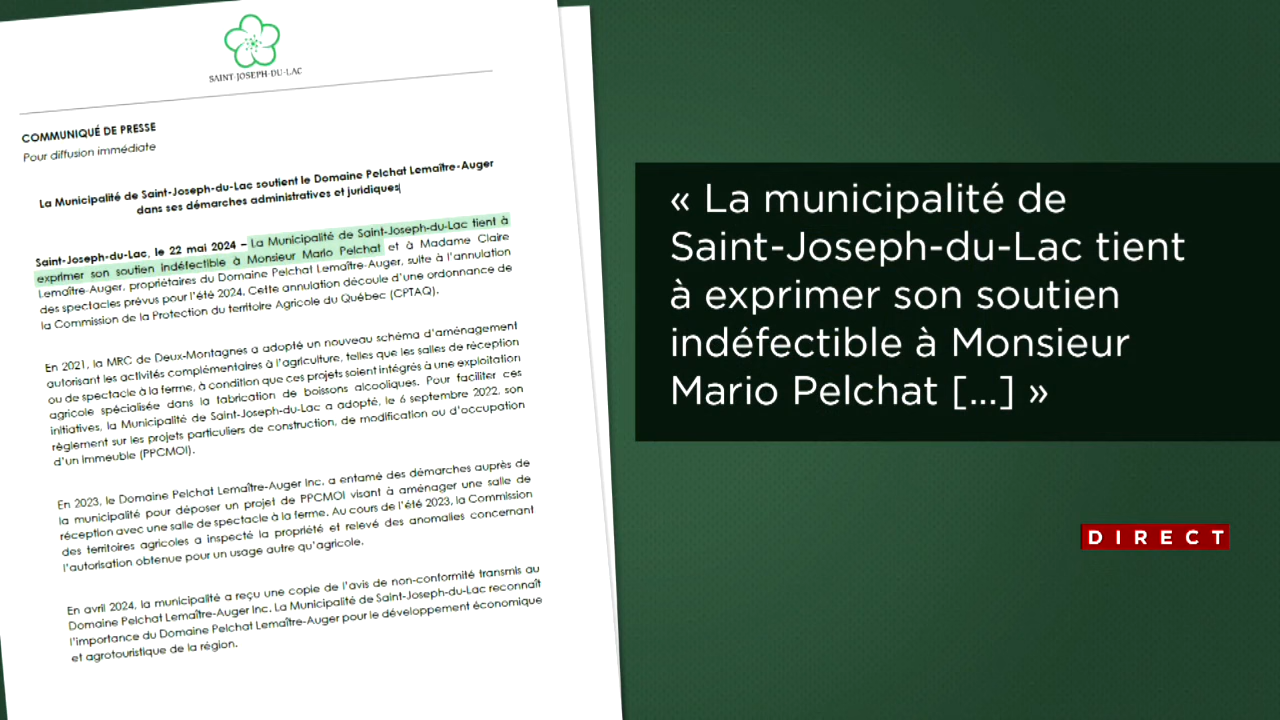 SAINT-JOSEPH-DU-LAC
COMMUNIQUÉ DE PRESSE
Pour diffusion immédiate
La Municipalité de Saint-Joseph-du-Lac soutient le Domaine Pelchat Lemaître-Auger
dans ses démarches administratives et juridiques
Saint-Joseph-du-Lac, le 22 mai 2024 – La Municipalité de Saint-Joseph-du-Lac tient à
exprimer son soutien indéfectible à Monsieur Mario Pelchat et à Madame Claire
Lemaître-Auger, propriétaires du Domaine Pelchat Lemaître-Auger, suite à l'annulation
des spectacles prévus pour l'été 2024. Cette annulation découle d'une ordonnance de
la Commission de la Protection du territoire Agricole du Québec (CPTAQ).
En 2021, la MRC de Deux-Montagnes a adopté un nouveau schéma d'aménagement
autorisant les activités complémentaires à l'agriculture, telles que les salles de réception
ou de spectacle à la ferme, à condition que ces projets soient intégrés à une exploitation
agricole spécialisée dans la fabrication de boissons alcooliques. Pour faciliter ces
initiatives, la Municipalité de Saint-Joseph-du-Lac a adopté, le 6 septembre 2022, son
règlement sur les projets particuliers de construction, de modification ou d'occupation
d'un immeuble (PPCMOI).
En 2023, le Domaine Pelchat Lemaître-Auger Inc. a entamé des démarches auprès de
la municipalité pour déposer un projet de PPCMOI visant à aménager une salle de
réception avec une salle de spectacle à la ferme. Au cours de l'été 2023, la Commission
des territoires agricoles a inspecté la propriété et relevé des anomalies concernant
l'autorisation obtenue pour un usage autre qu'agricole.
En avril 2024, la municipalité a reçu une copie de l'avis de non-conformité transmis au
Domaine Pelchat Lemaître-Auger Inc. La Municipalité de Saint-Joseph-du-Lac reconnaît
l'importance du Domaine Pelchat Lemaître-Auger pour le développement économique
et agrotouristique de la région.
« La municipalité de
Saint-Joseph-du-Lac tient
à exprimer son soutien
indéfectible à Monsieur
Mario Pelchat [...] »
DIRECT